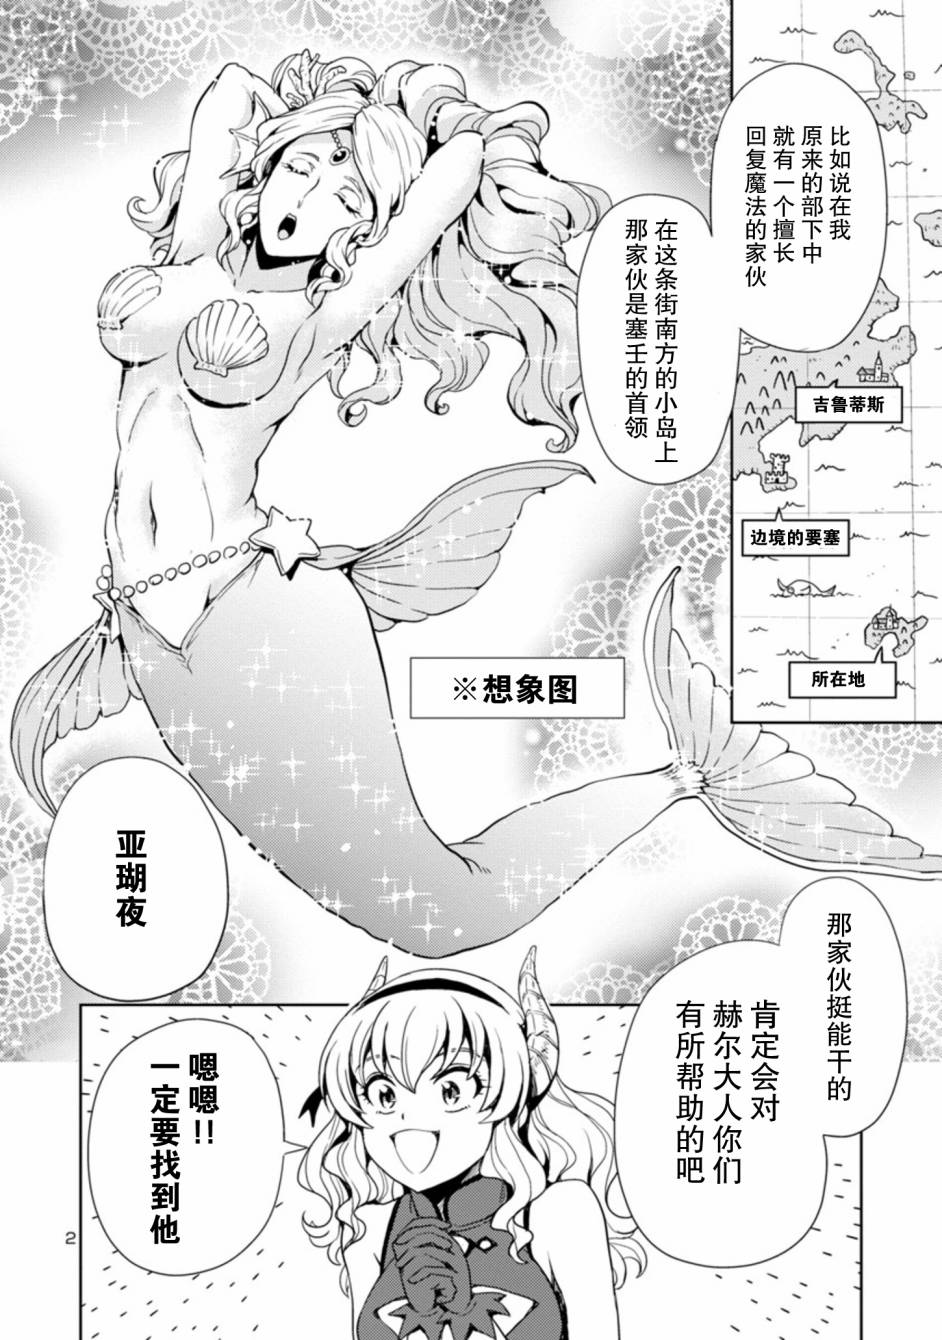 比如说在我
原来的部下中
就有一个擅长
回复魔法的家伙
在这条街南方的小岛上
那家伙是塞壬的首领
吉鲁蒂斯
边境的要塞
所在地
※想象图
亚瑚夜
那家伙挺能干的
肯定会对
赫尔大人你们
有所帮助的吧
嗯嗯!!
一定要找到他
2